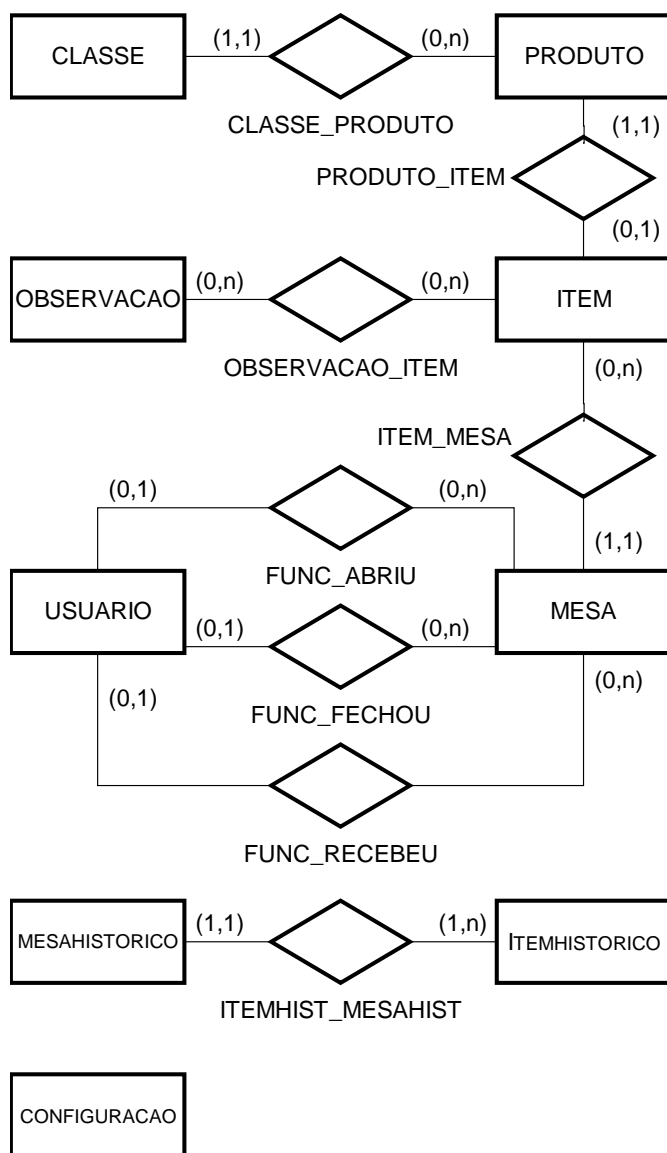 CLASSE (1,1) (0,n) PRODUTO
CLASSE_PRODUTO
(1,1)
PRODUTO_ITEM
(0,1)
OBSERVACAO (0,n) (0,n) ITEM
OBSERVACAO_ITEM
(0,n)
ITEM_MESA
(0,1) (0,n)
(1,1)
FUNC_ABRIU
USUARIO (0,1) (0,n) MESA
(0,1) (0,n)
FUNC_FECHOU
FUNC_RECEBEU
MESAHISTORICO (1,1) (1,n) ITEMHISTORICO
ITEMHIST_MESAHIST
CONFIGURACAO